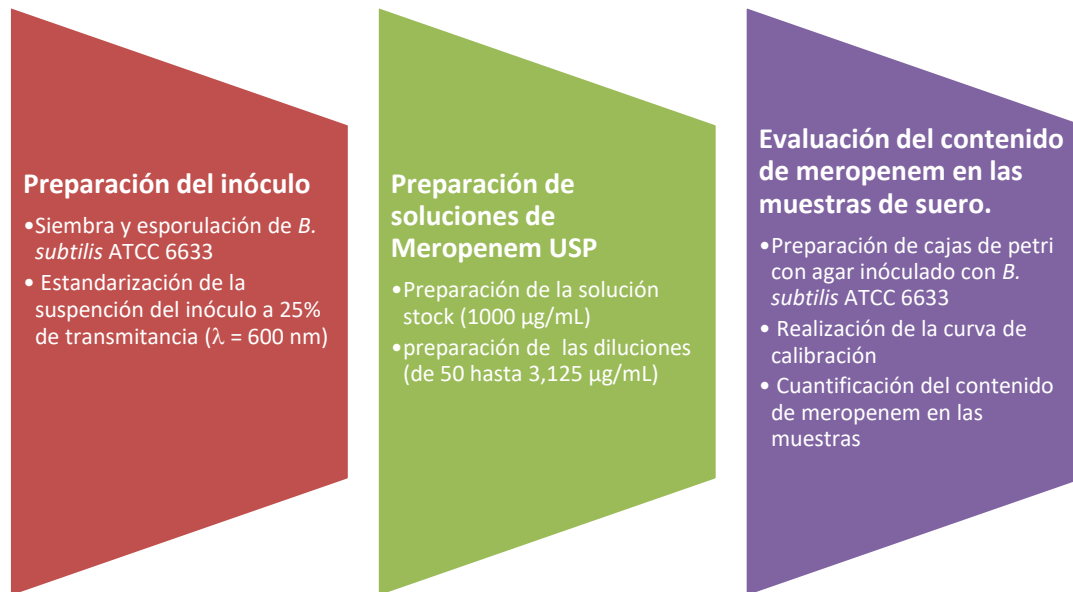 Preparación del inóculo
•Siembra y esporulación de B.
subtilis ATCC 6633
• Estandarización de la
suspención del inóculo a 25%
de transmitancia (λ = 600 nm)
Preparación de
soluciones de
Meropenem USP
•Preparación de la solución
stock (1000 µg/mL)
•preparación de las diluciones
(de 50 hasta 3,125 µg/mL)
Evaluación del contenido
de meropenem en las
muestras de suero.
•Preparación de cajas de petri
con agar inóculado con B.
subtilis ATCC 6633
• Realización de la curva de
calibración
• Cuantificación del contenido
de meropenem en las
muestras